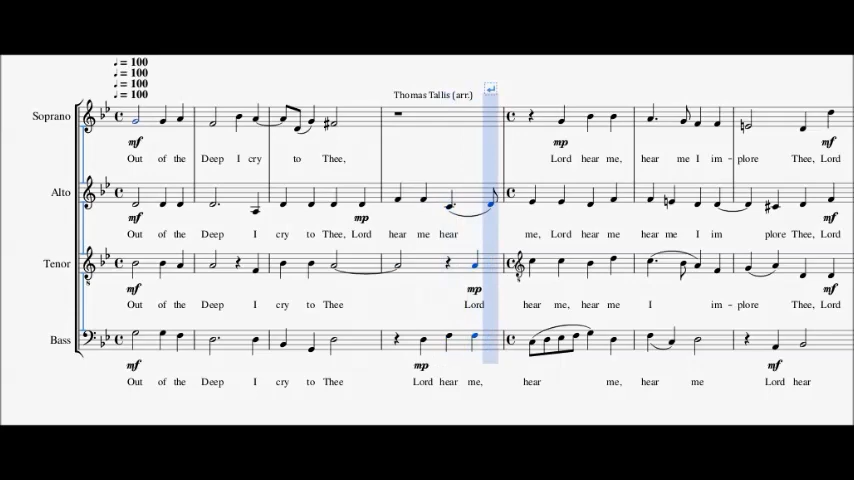 ♩ = 100
♩ = 100
♩ = 100
♩ = 100
Thomas Tallis (arr.)
Soprano
mf mp mf
Out of the Deep I cry to Thee, Lord hear me, hear me I im - plore Thee, Lord
Alto
mf mp mf
Out of the Deep I cry to Thee, Lord hear me hear me, Lord hear me hear me I im plore Thee, Lord
Tenor
mf mp mf
Out of the Deep I cry to Thee Lord hear me, hear me I im - plore Thee, Lord
Bass
mf mp mf
Out of the Deep I cry to Thee Lord hear me, hear me, hear me Lord hear